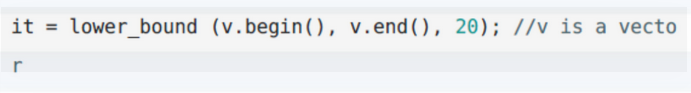 it = lower_bound (v.begin(), v.end(), 20); //v is a vecto
r